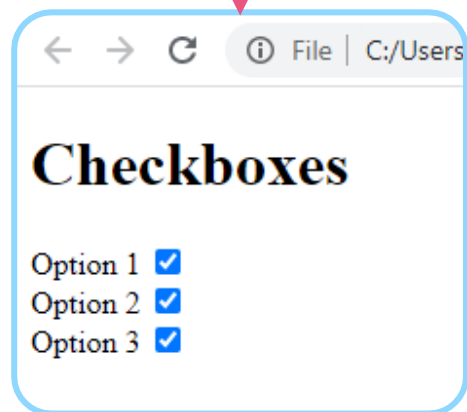 File | C:/Users
Checkboxes
Option 1
Option 2
Option 3